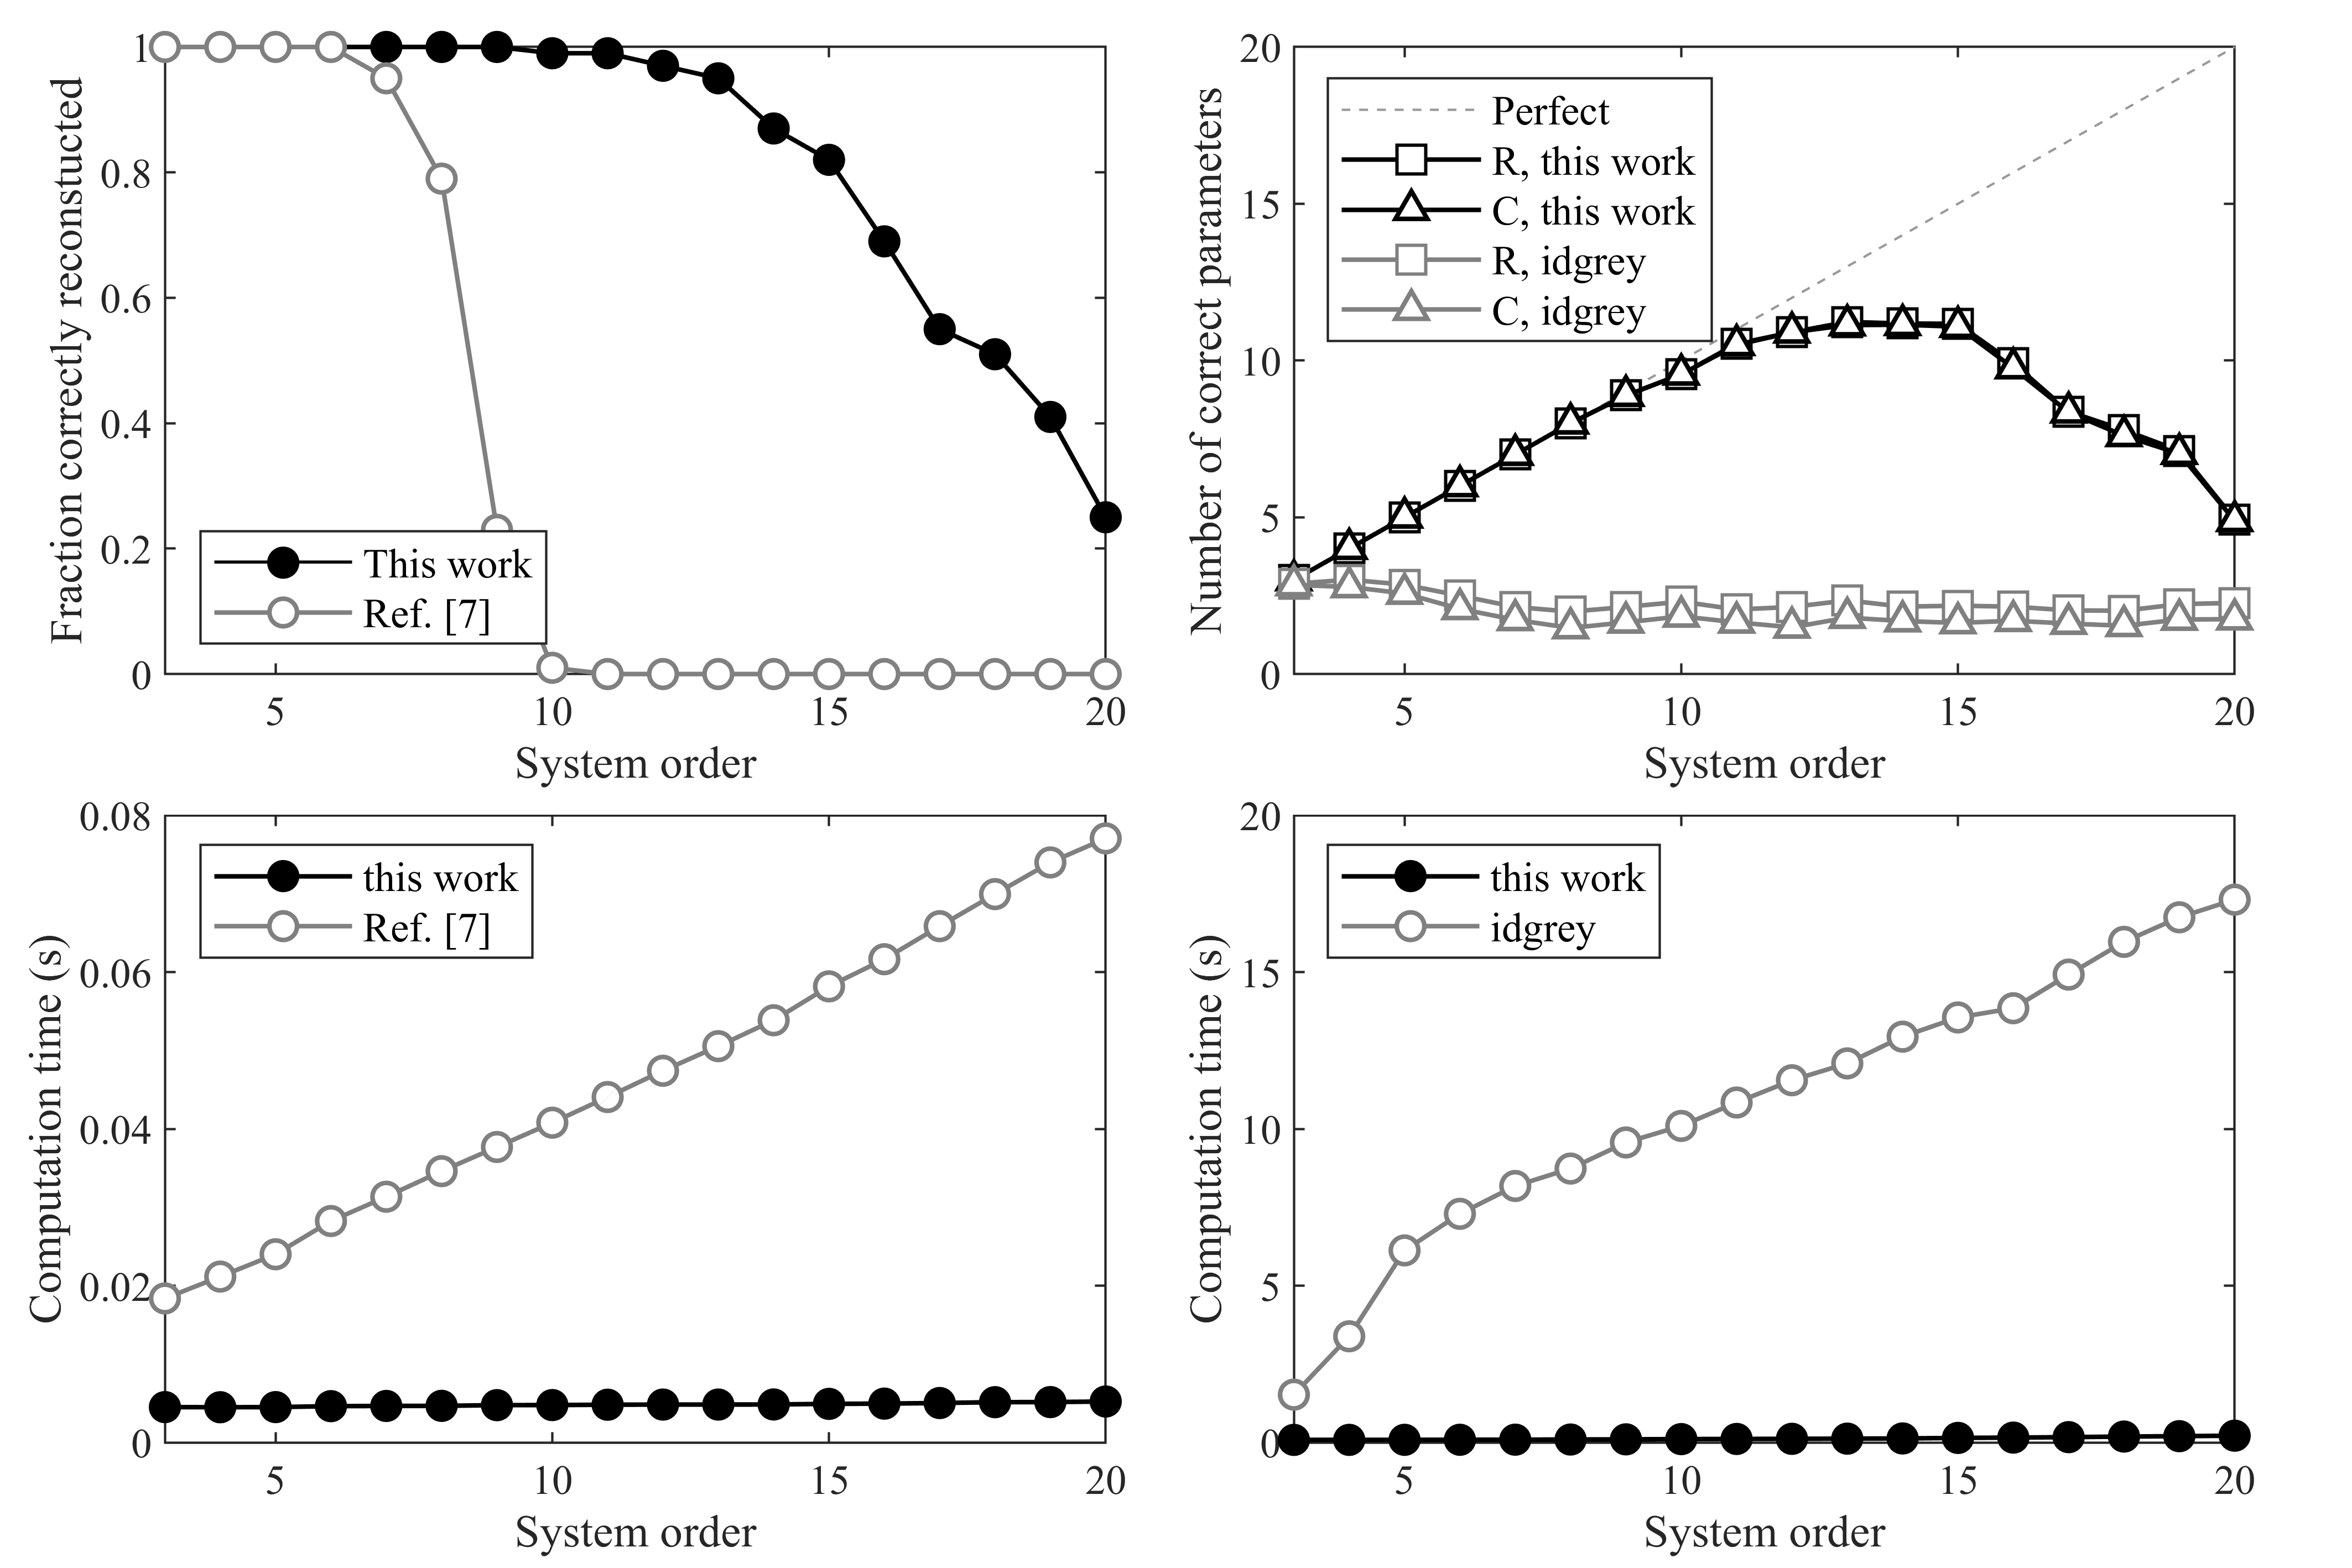 Fraction correctly reconstucted
1
0.8
0.6
0.4
0.2
0
This work
Ref. [7]
5 10 15 20
System order
Number of correct parameters
20
15
10
5
0
Perfect
R, this work
C, this work
R, idgrey
C, idgrey
5 10 15 20
System order
Computation time (s)
0.08
0.06
0.04
0.02
0
this work
Ref. [7]
5 10 15 20
System order
Computation time (s)
20
15
10
5
0
this work
idgrey
5 10 15 20
System order